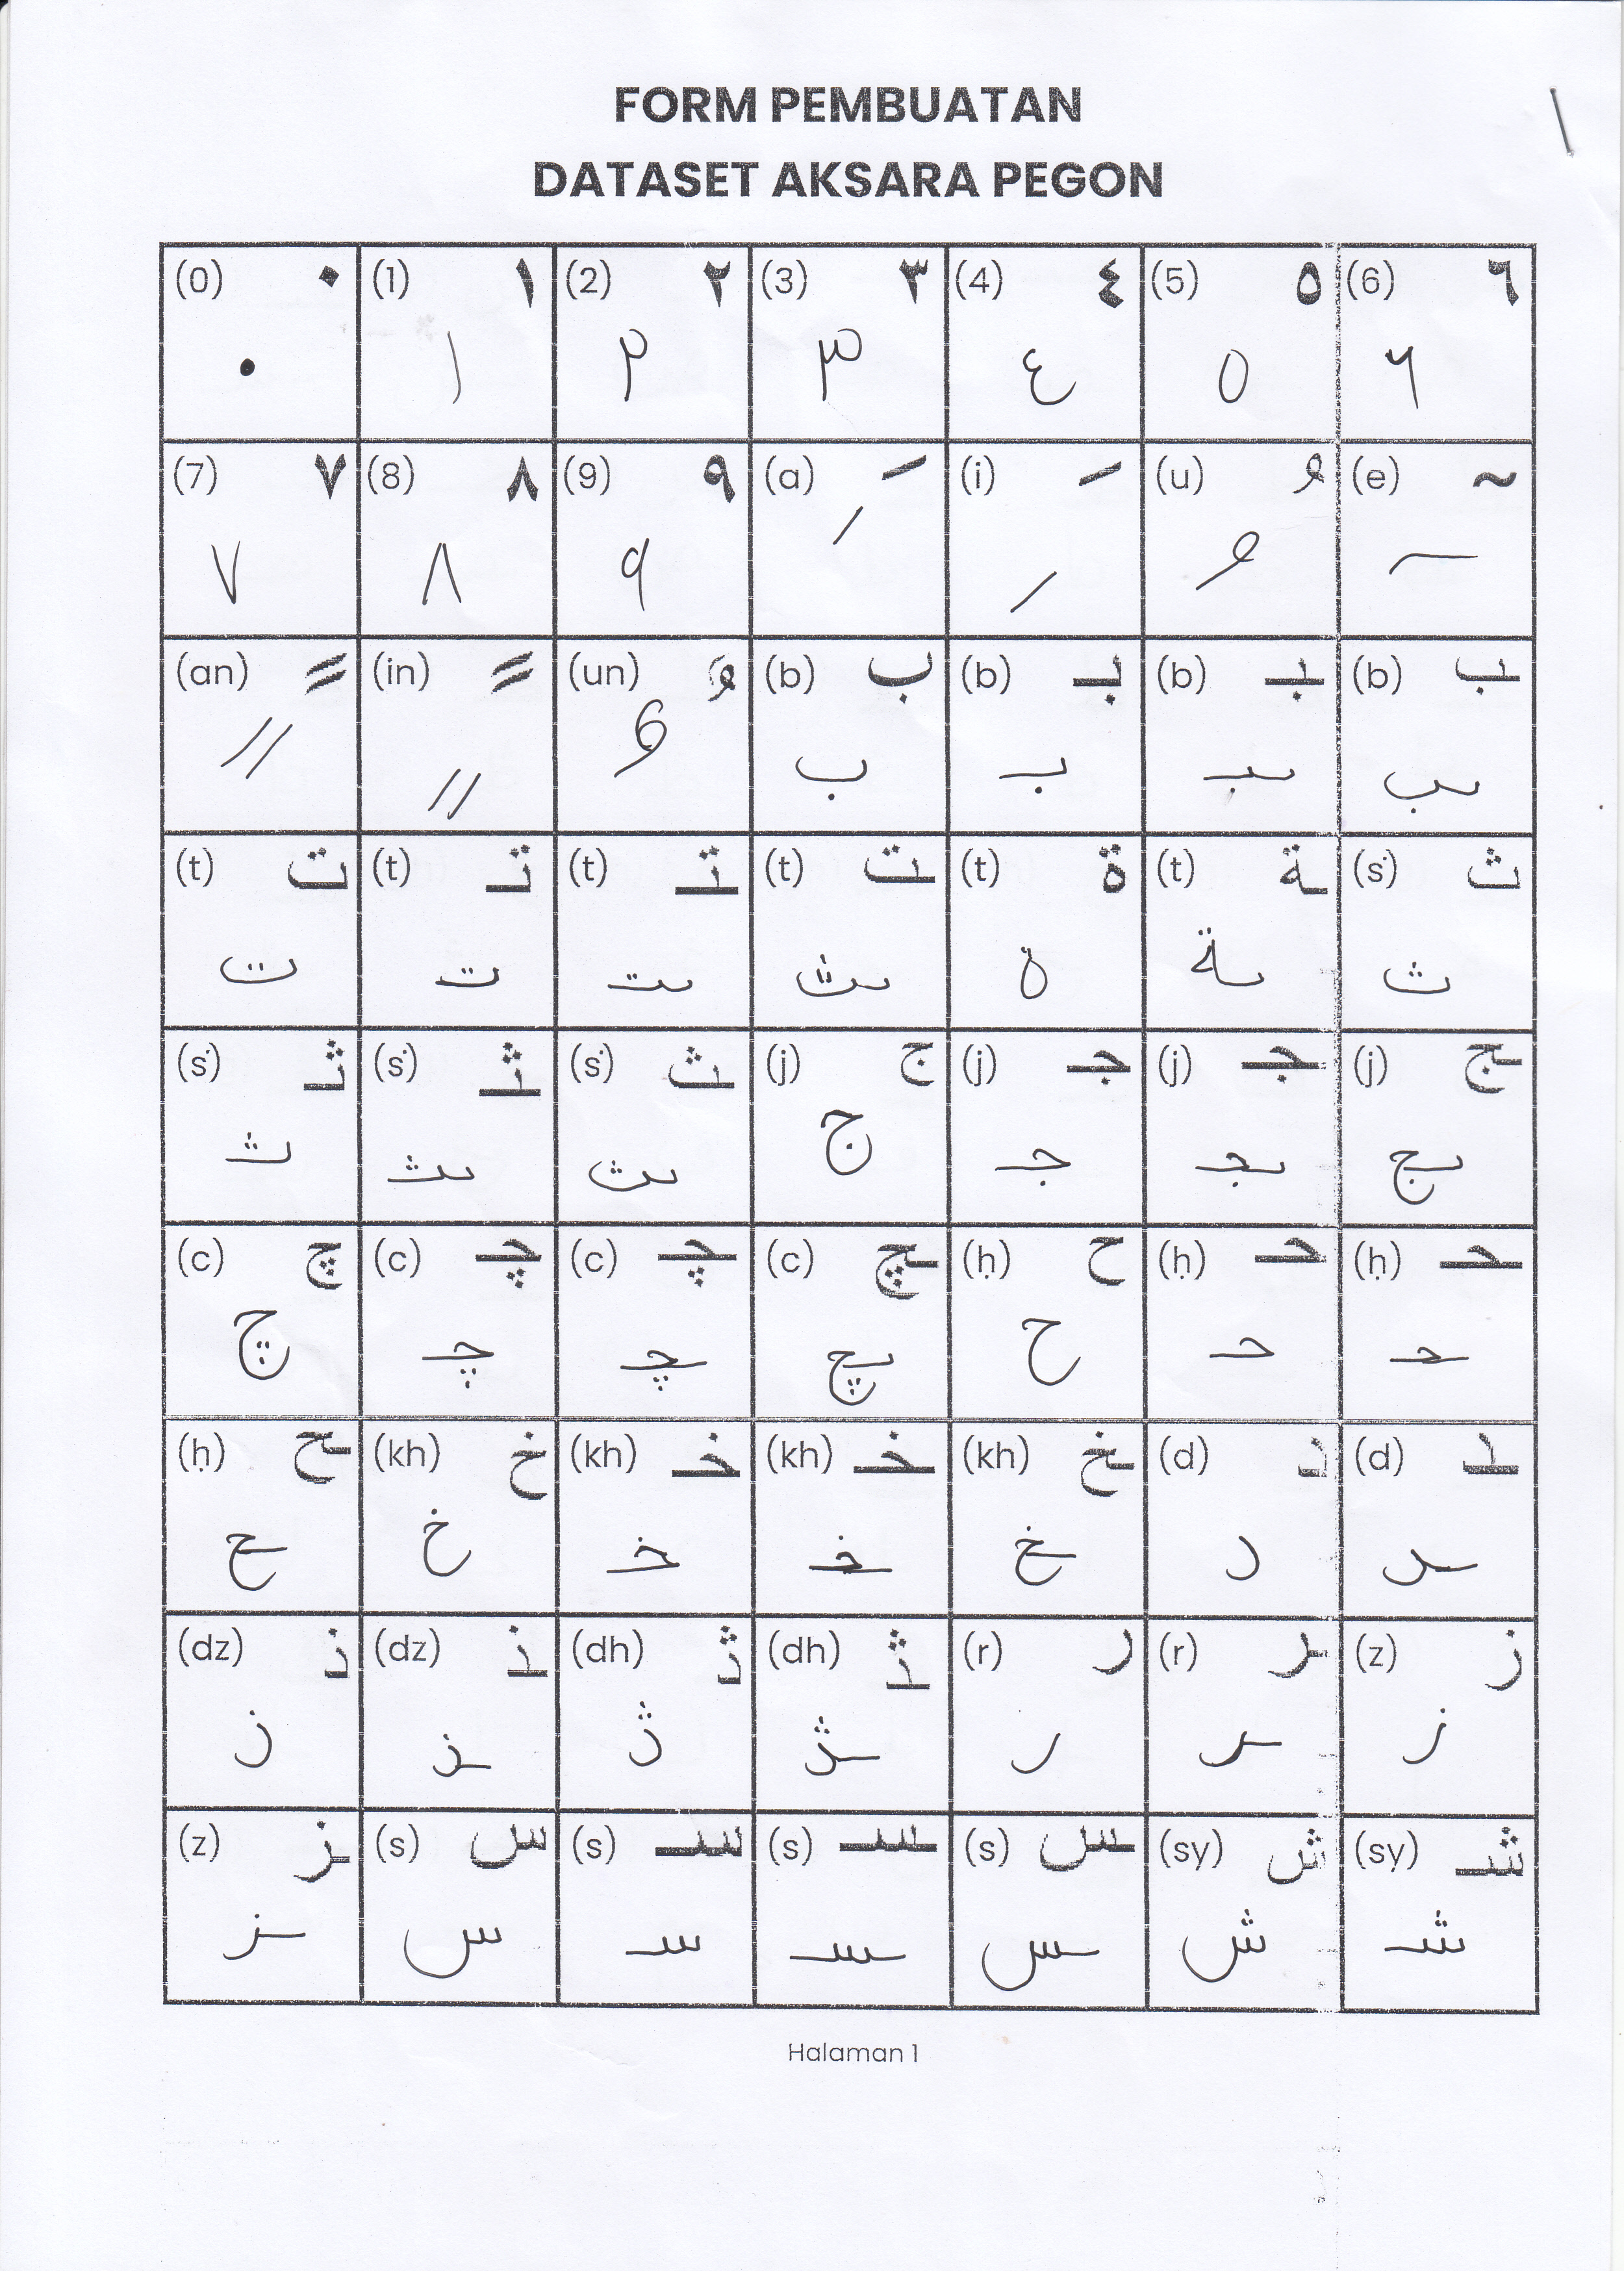 FORM PEMBUATAN
DATASET AKSARA PEGON
(0) ٠ (1) ١ (2) ٢ (3) ٣ (4) ٤ (5) ٥ (6) ٦
٠ ١ ٢ ٣ ٤ ٥ ٦
(7) ٧ (8) ٨ (9) ٩ (a) َ (i) َ (u) ُ (e) ~
٧ ٨ ٩ َ ِ ُ ~
(an) ً (in) ً (un) ٌ (b) ب (b) بـ (b) ـبـ (b) ـب
ً ٍ ٌ ب بـ ـبـ ـب
(t) ت (t) تـ (t) ـتـ (t) ـت (t) ة (t) ـة (ṡ) ث
ت تـ ـتـ ـث ة ـة ث
(ṡ) ثـ (ṡ) ـثـ (ṡ) ـث (j) ج (j) جـ (j) ـجـ (j) ـج
ثـ ـثـ ـث ج جـ ـجـ ـج
(c) چ (c) چـ (c) ـچـ (c) ـچ (ḥ) ح (ḥ) حـ (ḥ) ـحـ
چ چـ ـچـ ـچ ح حـ ـحـ
(ḥ) ـح (kh) خ (kh) خـ (kh) ـخـ (kh) ـخ (d) د (d) ـد
ـح خ خـ ـخـ ـخ د ـد
(dz) ذ (dz) ـذ (dh) ڎ (dh) ـڎ (r) ر (r) ـر (z) ز
ذ ـذ ڎ ـڎ ر ـر ز
(z) ـز (s) س (s) سـ (s) ـسـ (s) ـس (sy) ش (sy) شـ
ـز س سـ ـسـ ـس ش شـ
Halaman 1